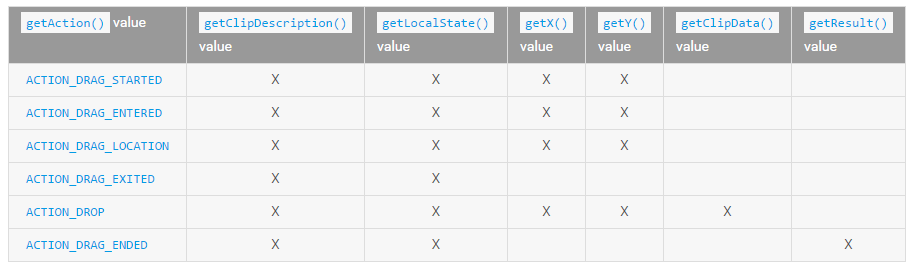 getAction() value getClipDescription() getLocalState() getX() getY() getClipData() getResult()
value value value value value value
ACTION_DRAG_STARTED X X X X
ACTION_DRAG_ENTERED X X X X
ACTION_DRAG_LOCATION X X X X
ACTION_DRAG_EXITED X X
ACTION_DROP X X X X X
ACTION_DRAG_ENDED X X X